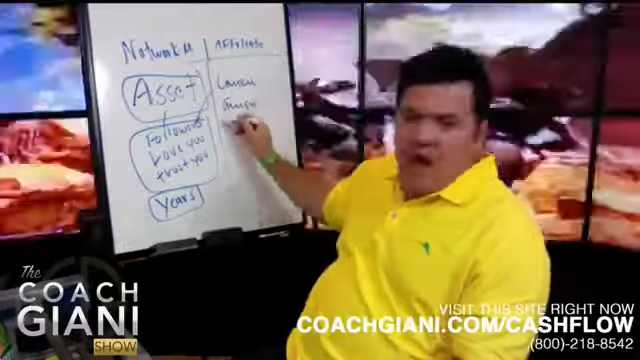 Network M
AFFiliate
Asset
Followers
Love you
trust you
Years
The
COACH
GIANI
SHOW
VISIT THIS SITE RIGHT NOW
COACHGIANI.COM/CASHFLOW
(800)-218-8542